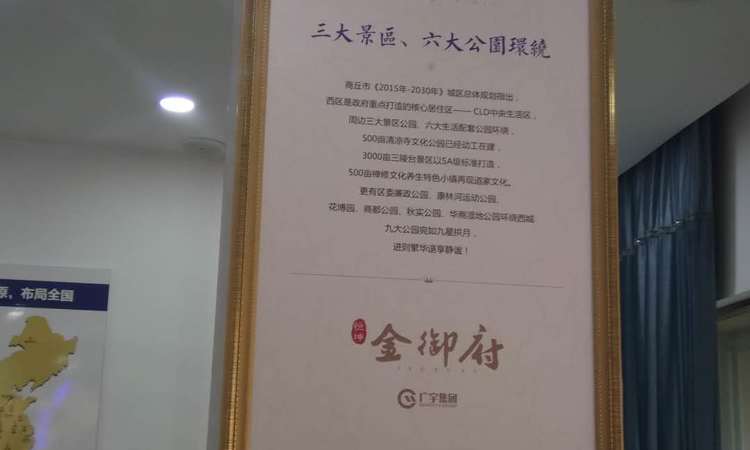 三大景區、六大公園環繞
商丘市《2015年-2030年》城区总体规划指出，
西区是政府重点打造的核心居住区—— CLD中央生活区，
周边三大景区公园、六大生活配套公园环绕，
500亩清凉寺文化公园已经动工在建，
3000亩三陵台景区以5A级标准打造，
500亩禅修文化养生特色小镇再现道家文化。
更有区委廉政公园、康林河运动公园、
花博园、商都公园、秋实公园、华商湿地公园环绕西城
九大公园宛如九星拱月，
进则繁华退享静谧！
金御府
广宇集团
原，布局全国